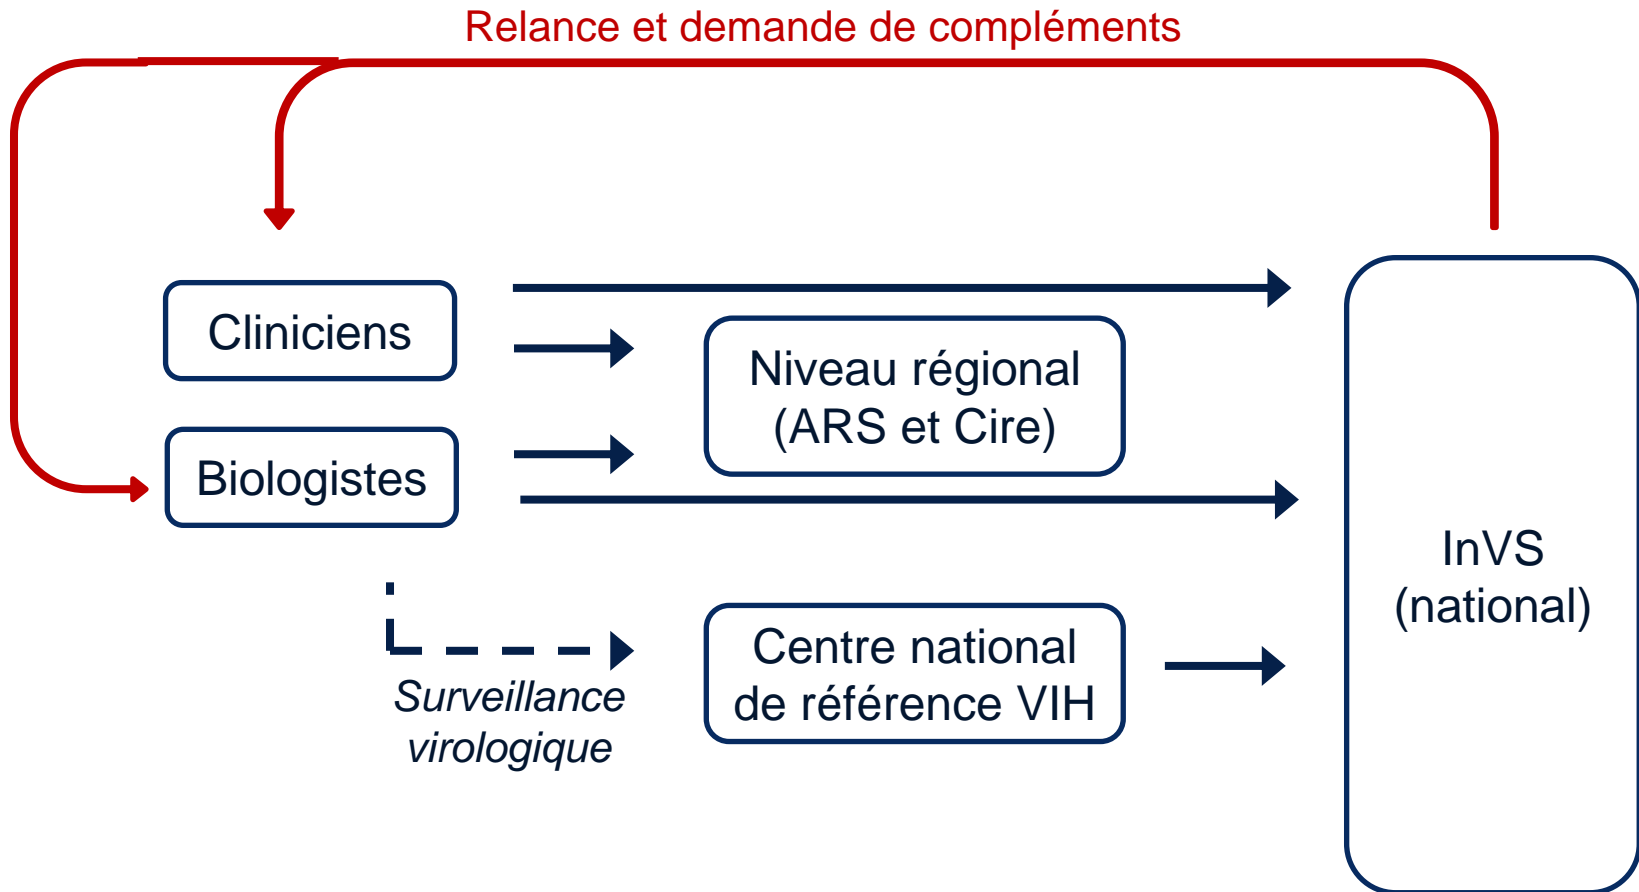 Relance et demande de compléments
Cliniciens
Niveau régional
(ARS et Cire)
Biologistes
InVS
(national)
Centre national
de référence VIH
Surveillance
virologique